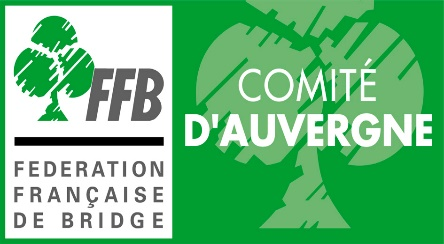 FFB
FEDERATION
FRANÇAISE
DE BRIDGE
COMITÉ
D'AUVERGNE